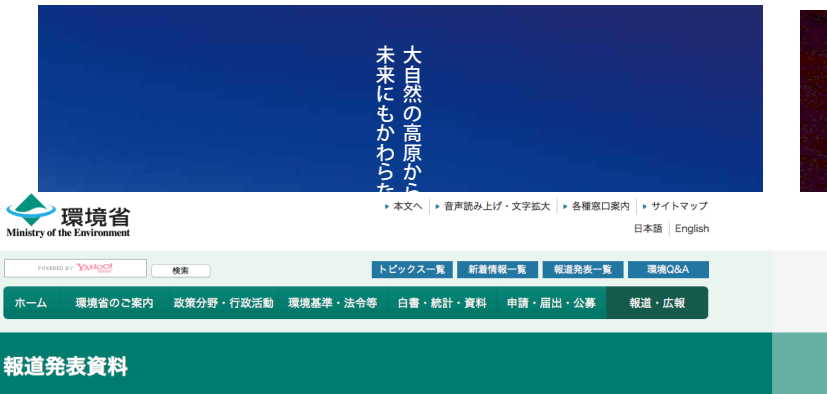 大自然の高原から
未来にもかわらた
環境省
Ministry of the Environment
本文へ 音声読み上げ・文字拡大 各種窓口案内 サイトマップ
日本語 English
POWERED BY YAHOO! JAPAN 検索
トピックス一覧 新着情報一覧 報道発表一覧 環境Q&A
ホーム 環境省のご案内 政策分野・行政活動 環境基準・法令等 白書・統計・資料 申請・届出・公募 報道・広報
報道発表資料